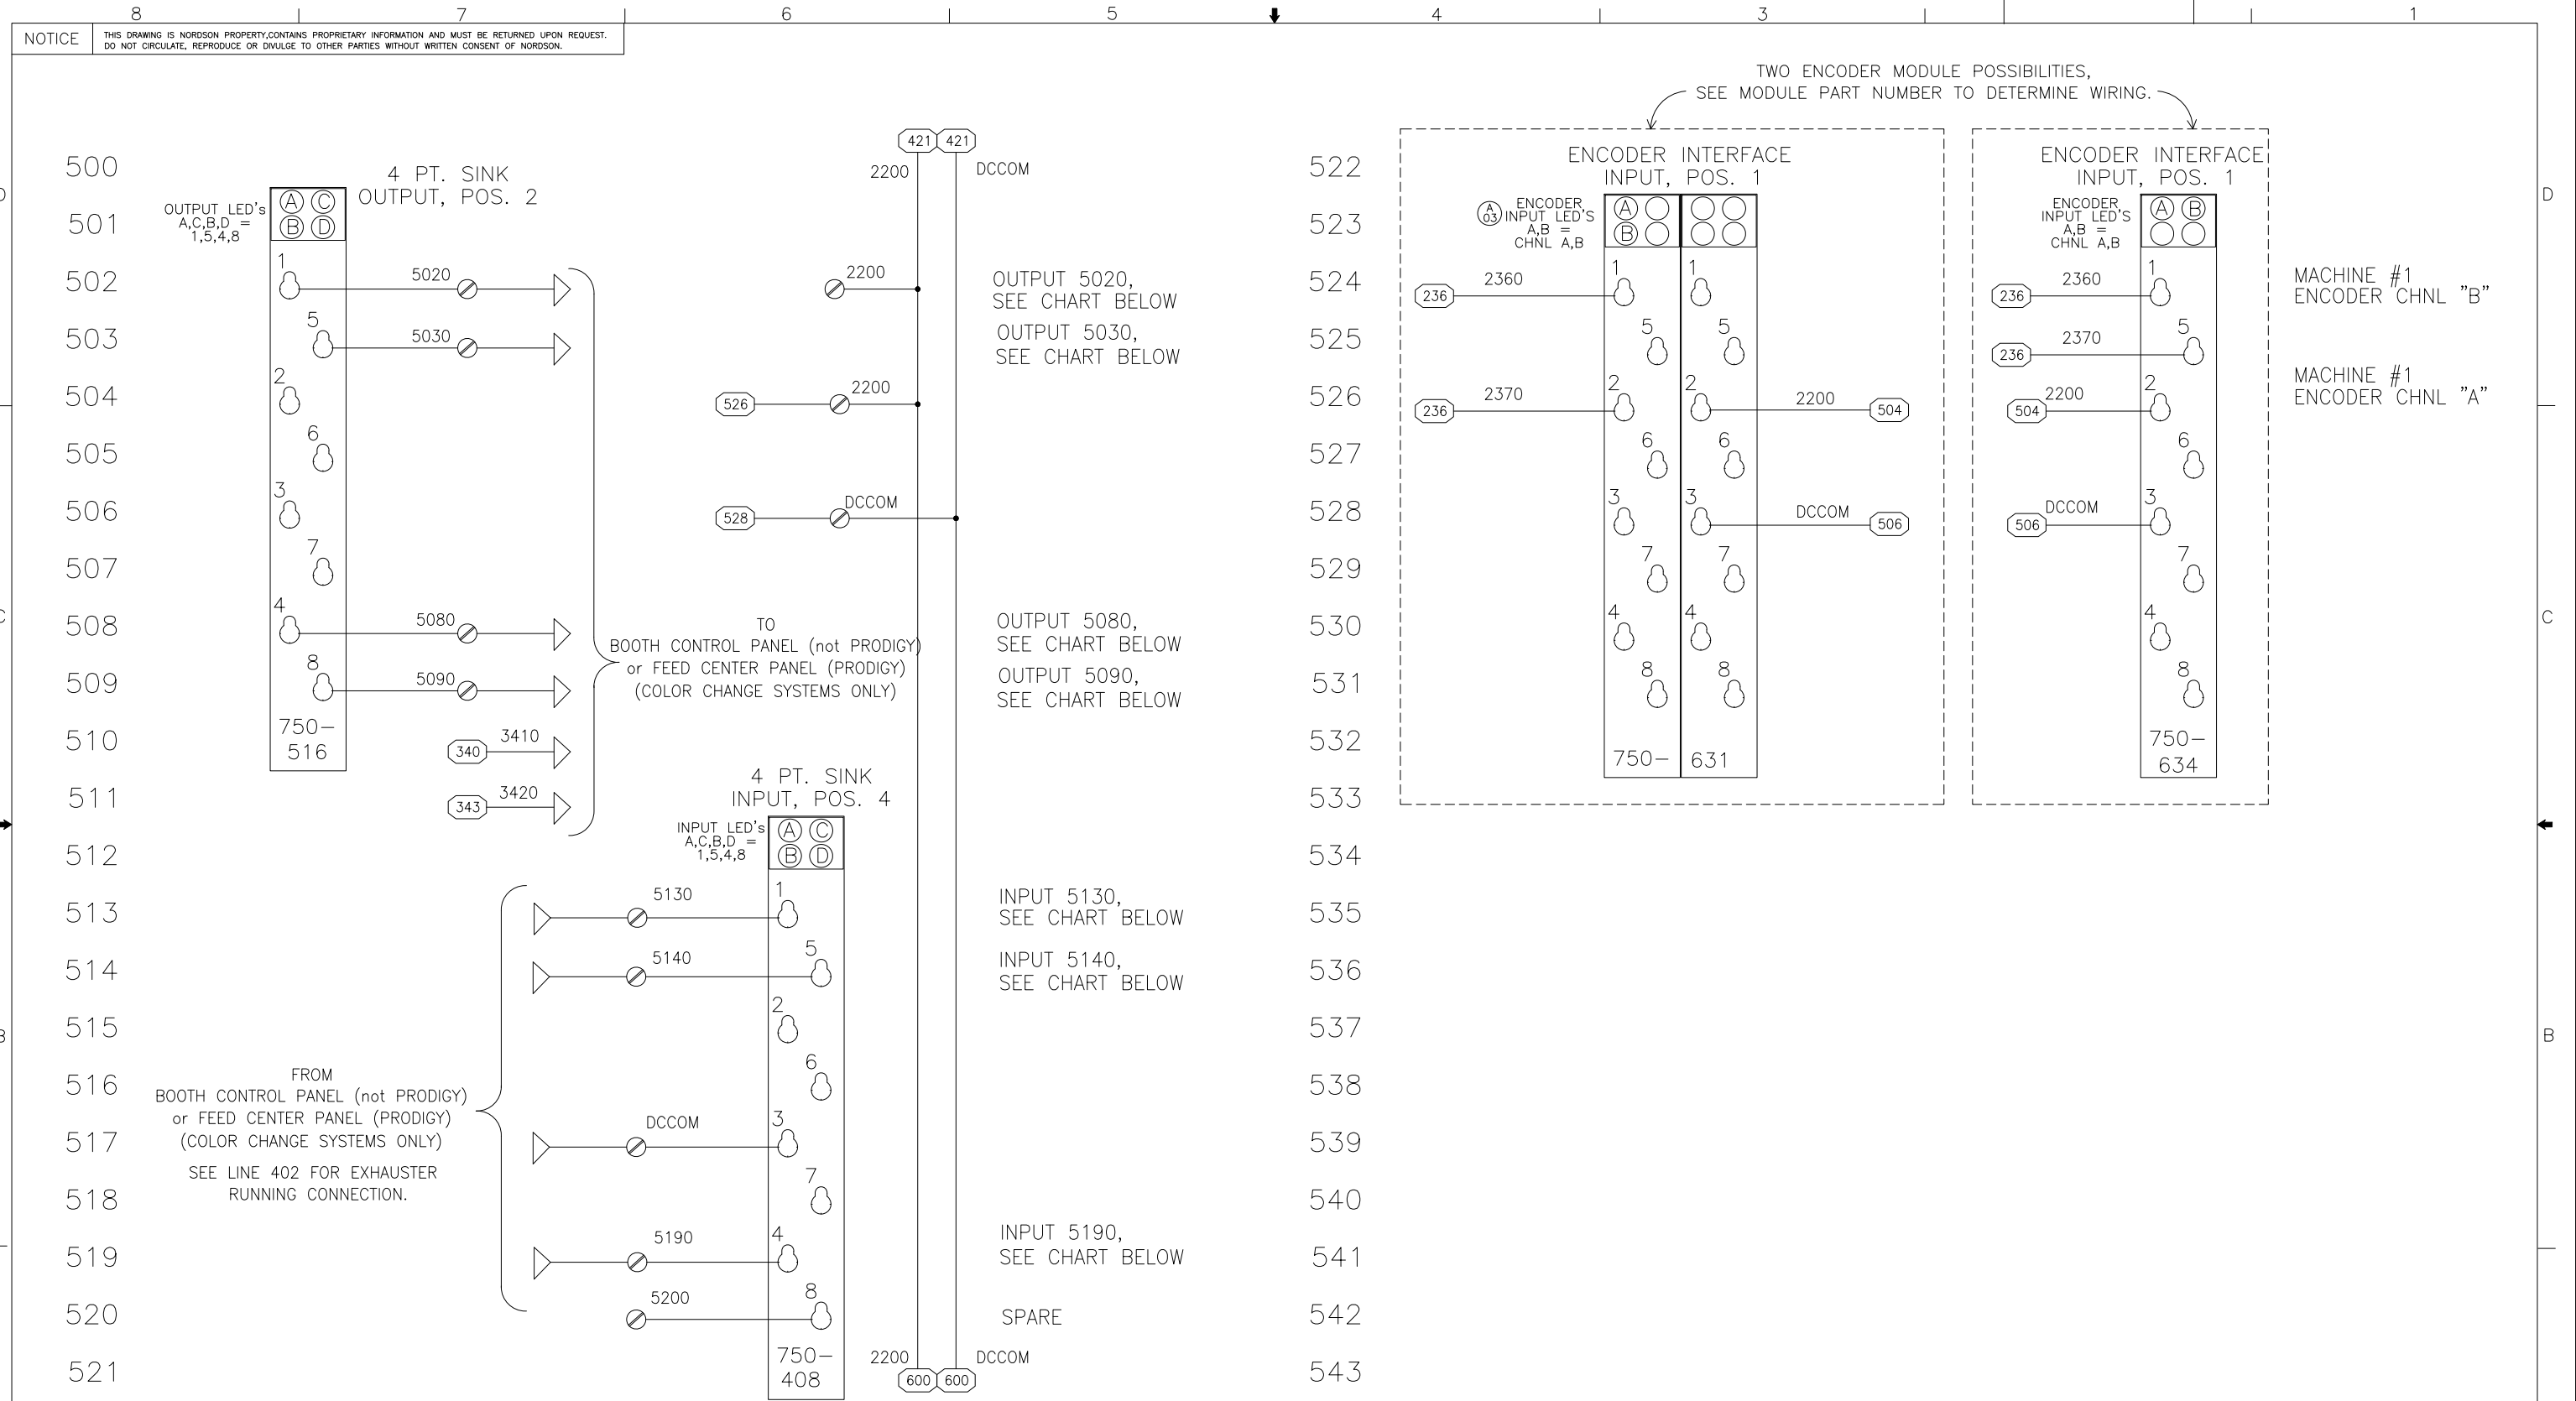 8 7 6 5 4 3 1
NOTICE
THIS DRAWING IS NORDSON PROPERTY,CONTAINS PROPRIETARY INFORMATION AND MUST BE RETURNED UPON REQUEST.
DO NOT CIRCULATE, REPRODUCE OR DIVULGE TO OTHER PARTIES WITHOUT WRITTEN CONSENT OF NORDSON.
500
501
502
503
504
505
506
507
508
509
510
511
512
513
514
515
516
517
518
519
520
521
4 PT. SINK
OUTPUT, POS. 2
OUTPUT LED's
A,C,B,D =
1,5,4,8
A C
B D
1
5020
5
5030
2
6
3
7
4
5080
8
5090
750-
516
340 3410
343 3420
TO
BOOTH CONTROL PANEL (not PRODIGY)
or FEED CENTER PANEL (PRODIGY)
(COLOR CHANGE SYSTEMS ONLY)
421 421
2200 DCCOM
2200
526 2200
528 DCCOM
OUTPUT 5020,
SEE CHART BELOW
OUTPUT 5030,
SEE CHART BELOW
OUTPUT 5080,
SEE CHART BELOW
OUTPUT 5090,
SEE CHART BELOW
4 PT. SINK
INPUT, POS. 4
INPUT LED's
A,C,B,D =
1,5,4,8
A C
B D
5130 1
5140 5
2
6
DCCOM 3
7
5190 4
5200 8
750-
408
FROM
BOOTH CONTROL PANEL (not PRODIGY)
or FEED CENTER PANEL (PRODIGY)
(COLOR CHANGE SYSTEMS ONLY)
SEE LINE 402 FOR EXHAUSTER
RUNNING CONNECTION.
INPUT 5130,
SEE CHART BELOW
INPUT 5140,
SEE CHART BELOW
INPUT 5190,
SEE CHART BELOW
SPARE
2200 DCCOM
600 600
522
523
524
525
526
527
528
529
530
531
532
533
534
535
536
537
538
539
540
541
542
543
TWO ENCODER MODULE POSSIBILITIES,
SEE MODULE PART NUMBER TO DETERMINE WIRING.
ENCODER INTERFACE
INPUT, POS. 1
A
03
ENCODER
INPUT LED'S
A,B =
CHNL A,B
A
B
236 2360 1 1
5 5
236 2370 2 2 2200 504
6 6
3 3 DCCOM 506
7 7
4 4
8 8
750- 631
ENCODER INTERFACE
INPUT, POS. 1
ENCODER
INPUT LED'S
A,B =
CHNL A,B
A B
236 2360 1
236 2370 5
504 2200 2
6
506 DCCOM 3
7
4
8
750-
634
MACHINE #1
ENCODER CHNL "B"
MACHINE #1
ENCODER CHNL "A"
D
C
B